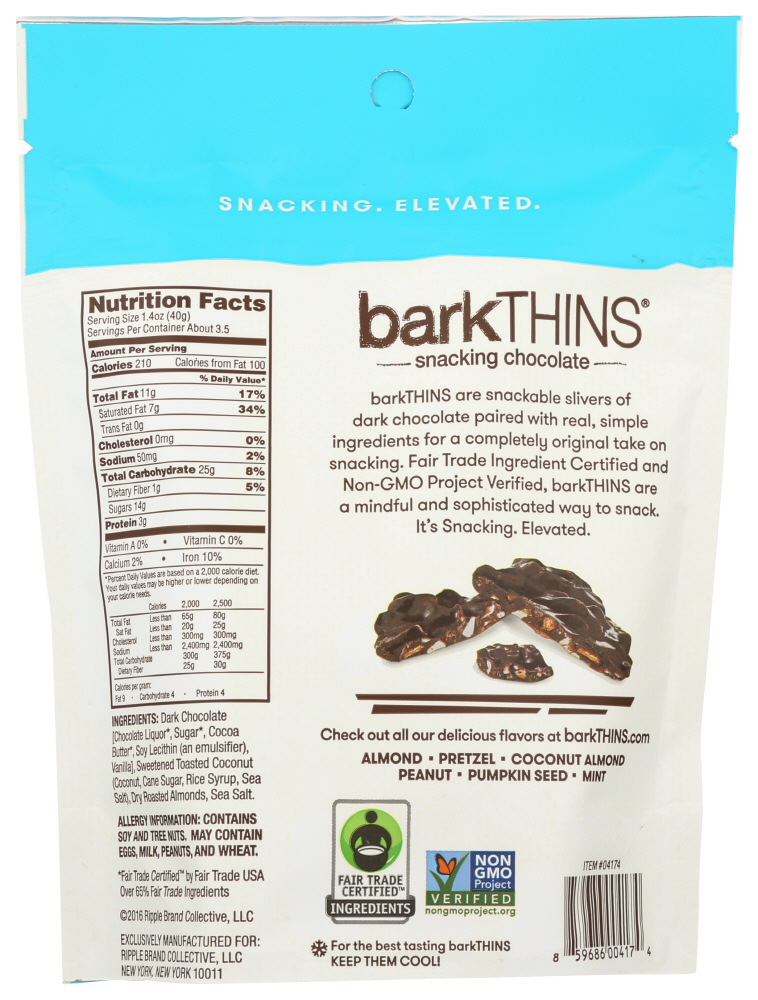 SNACKING. ELEVATED.
Nutrition Facts
Serving Size 1.4oz (40g)
Servings Per Container About 3.5
Amount Per Serving
Calories 210 Calories from Fat 100
% Daily Value*
Total Fat 11g 17%
Saturated Fat 7g 34%
Trans Fat 0g
Cholesterol 0mg 0%
Sodium 50mg 2%
Total Carbohydrate 25g 8%
Dietary Fiber 1g 5%
Sugars 14g
Protein 3g
Vitamin A 0% • Vitamin C 0%
Calcium 2% • Iron 10%
*Percent Daily Values are based on a 2,000 calorie diet.
Your daily values may be higher or lower depending on
your calorie needs.
Calories 2,000 2,500
Total Fat Less than 65g 80g
Sat Fat Less than 20g 25g
Cholesterol Less than 300mg 300mg
Sodium Less than 2,400mg 2,400mg
Total Carbohydrate 300g 375g
Dietary Fiber 25g 30g
Calories per gram:
Fat 9 • Carbohydrate 4 • Protein 4
INGREDIENTS: Dark Chocolate
[Chocolate Liquor*, Sugar*, Cocoa
Butter*, Soy Lecithin (an emulsifier),
Vanilla], Sweetened Toasted Coconut
(Coconut, Cane Sugar, Rice Syrup, Sea
Salt), Dry Roasted Almonds, Sea Salt.
ALLERGY INFORMATION: CONTAINS
SOY AND TREE NUTS. MAY CONTAIN
EGGS, MILK, PEANUTS, AND WHEAT.
*Fair Trade Certified™ by Fair Trade USA
Over 65% Fair Trade Ingredients
©2016 Ripple Brand Collective, LLC
EXCLUSIVELY MANUFACTURED FOR:
RIPPLE BRAND COLLECTIVE, LLC
NEW YORK, NEW YORK 10011
barkTHINS®
snacking chocolate
barkTHINS are snackable slivers of
dark chocolate paired with real, simple
ingredients for a completely original take on
snacking. Fair Trade Ingredient Certified and
Non-GMO Project Verified, barkTHINS are
a mindful and sophisticated way to snack.
It's Snacking. Elevated.
Check out all our delicious flavors at barkTHINS.com
ALMOND ▪ PRETZEL ▪ COCONUT ALMOND
PEANUT ▪ PUMPKIN SEED ▪ MINT
FAIR TRADE
CERTIFIED™
INGREDIENTS
NON
GMO
Project
VERIFIED
nongmoproject.org
For the best tasting barkTHINS
KEEP THEM COOL!
ITEM #04174
8 59686 00417 4